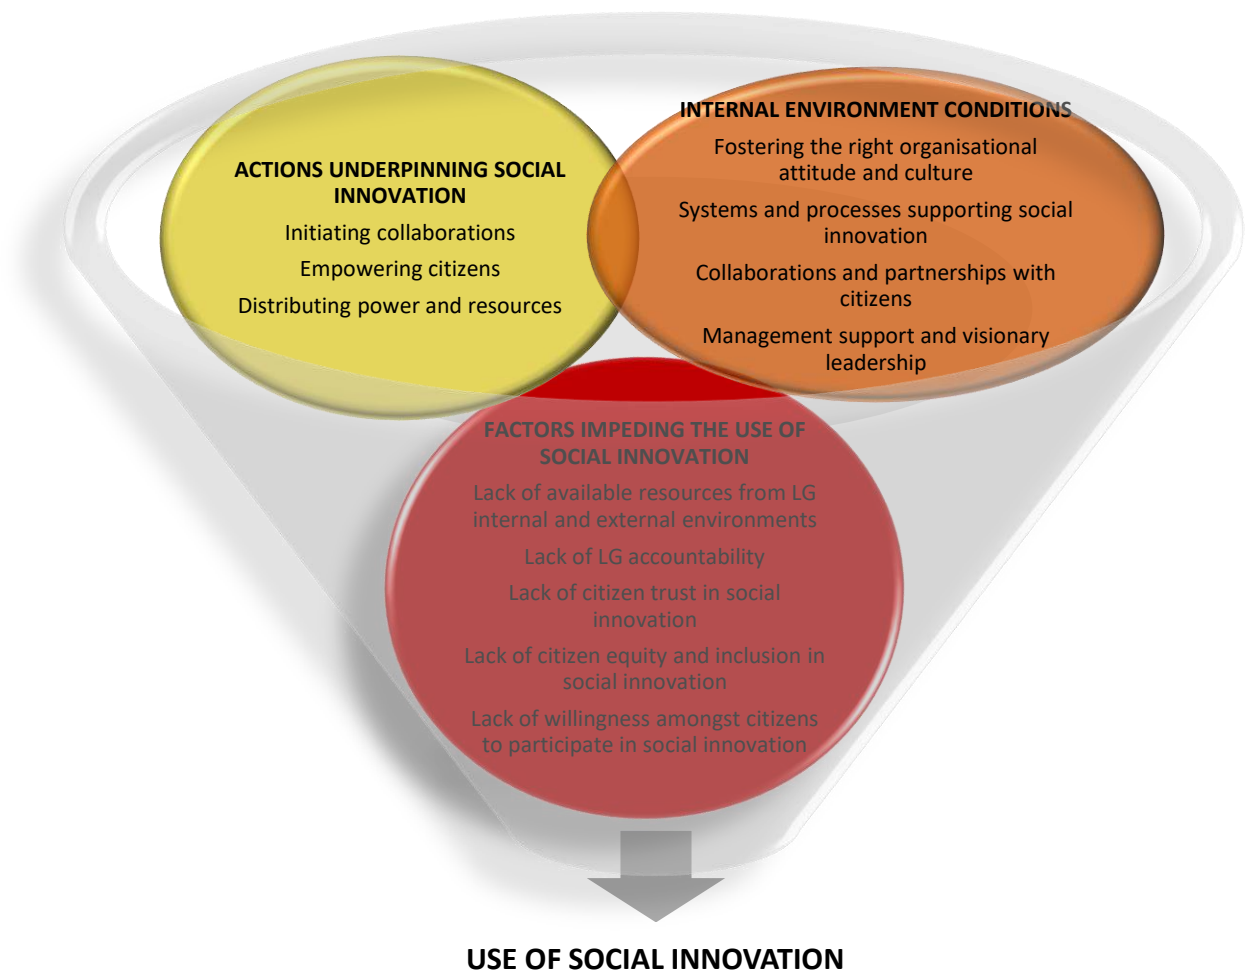 ACTIONS UNDERPINNING SOCIAL
INNOVATION
Initiating collaborations
Empowering citizens
Distributing power and resources
INTERNAL ENVIRONMENT CONDITIONS
Fostering the right organisational
attitude and culture
Systems and processes supporting social
innovation
Collaborations and partnerships with
citizens
Management support and visionary
leadership
FACTORS IMPEDING THE USE OF
SOCIAL INNOVATION
Lack of available resources from LG
internal and external environments
Lack of LG accountability
Lack of citizen trust in social
innovation
Lack of citizen equity and inclusion in
social innovation
Lack of willingness amongst citizens
to participate in social innovation
USE OF SOCIAL INNOVATION